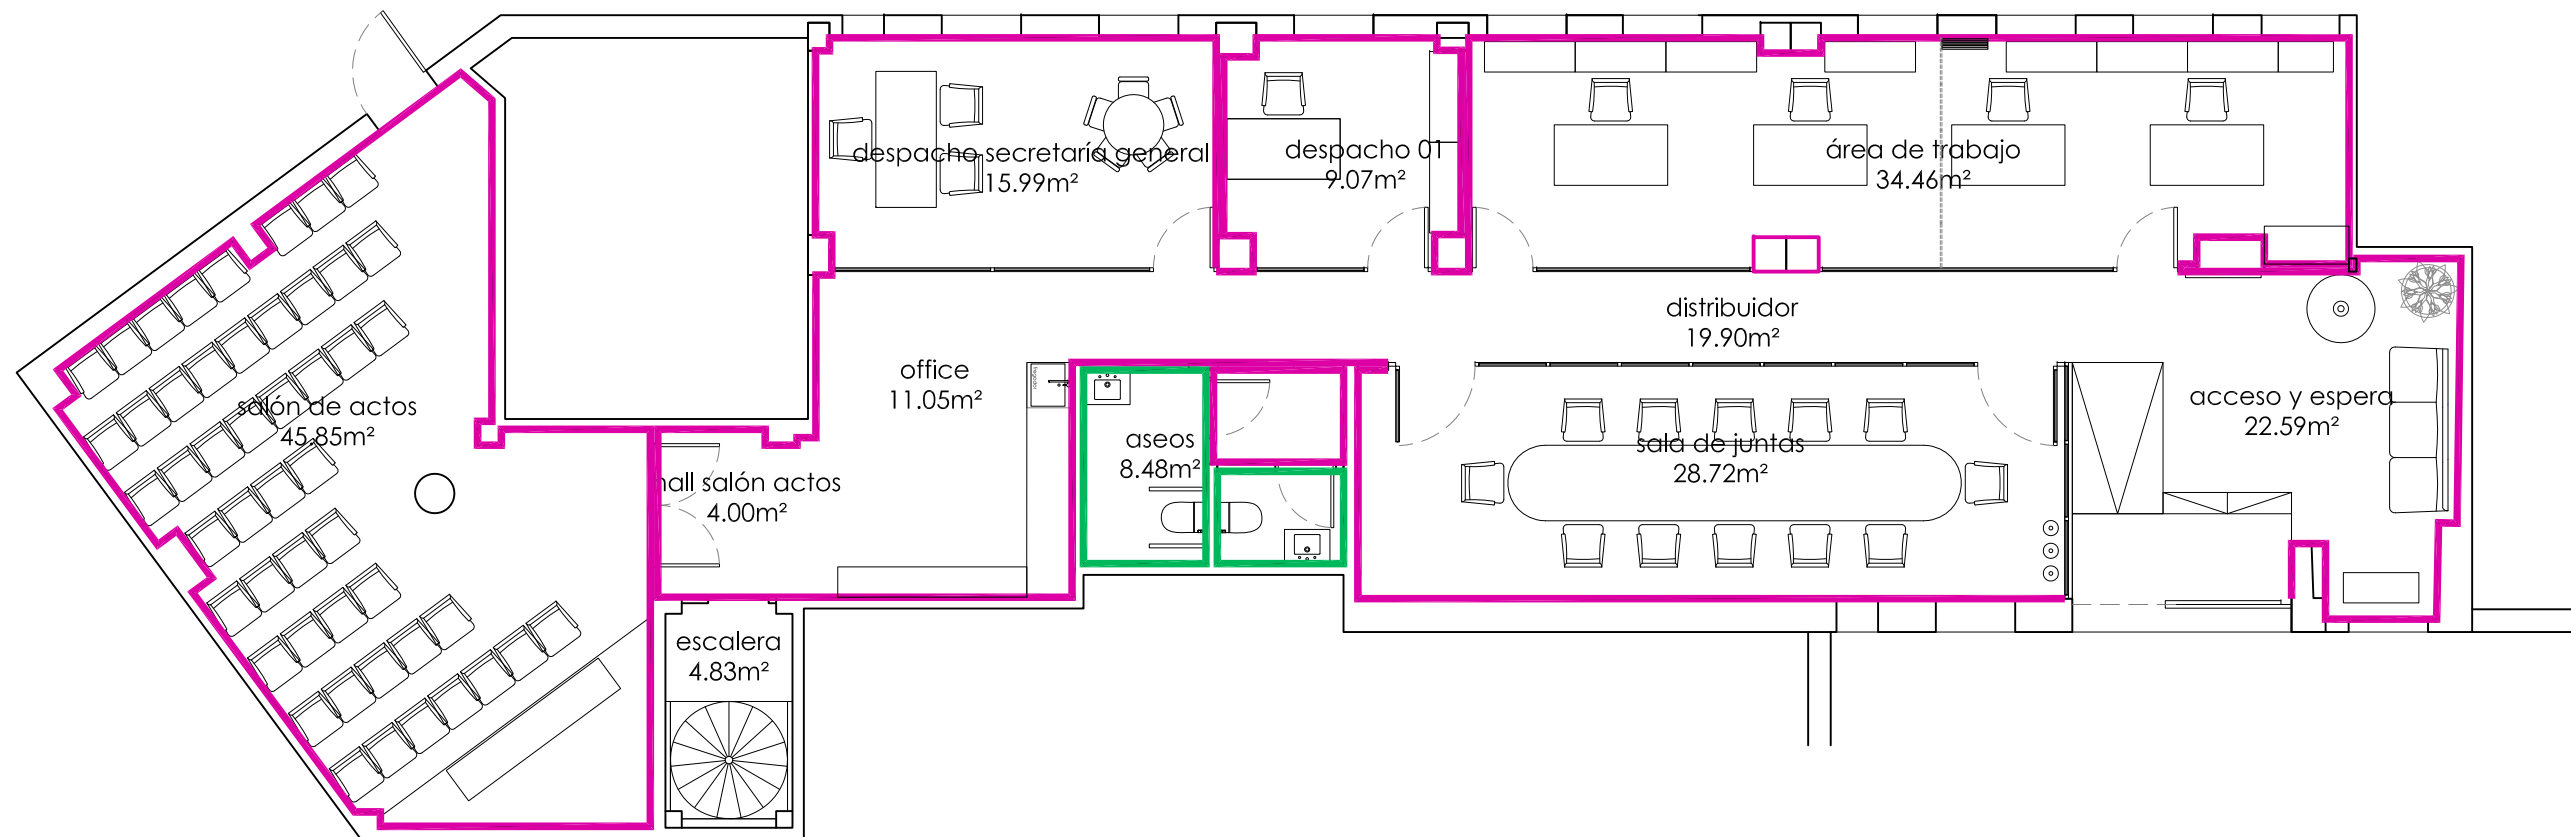 despacho secretaría general
15.99m²
despacho 01
9.07m²
área de trabajo
34.46m²
distribuidor
19.90m²
office
11.05m²
acceso y espera
22.59m²
salón de actos
45.85m²
aseos
8.48m²
sala de juntas
28.72m²
hall salón actos
4.00m²
escalera
4.83m²